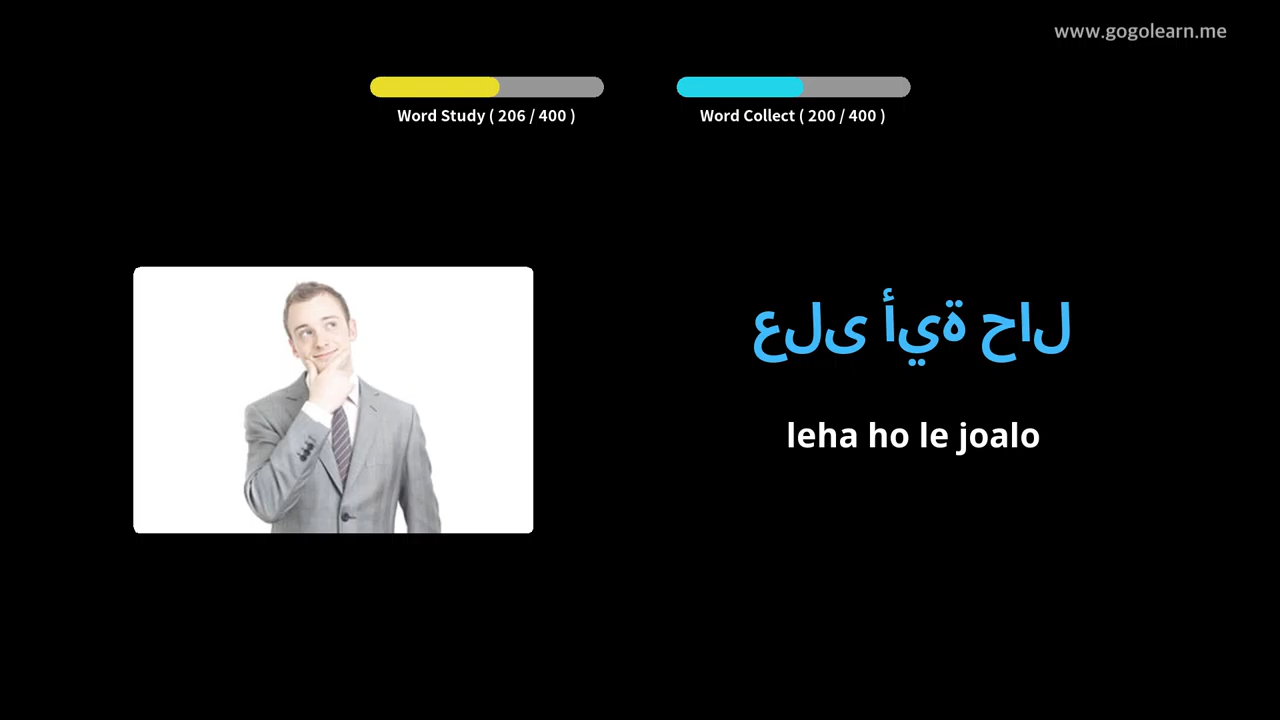 www.gogolearn.me
Word Study ( 206 / 400 )
Word Collect ( 200 / 400 )
على أية حال
leha ho le joalo